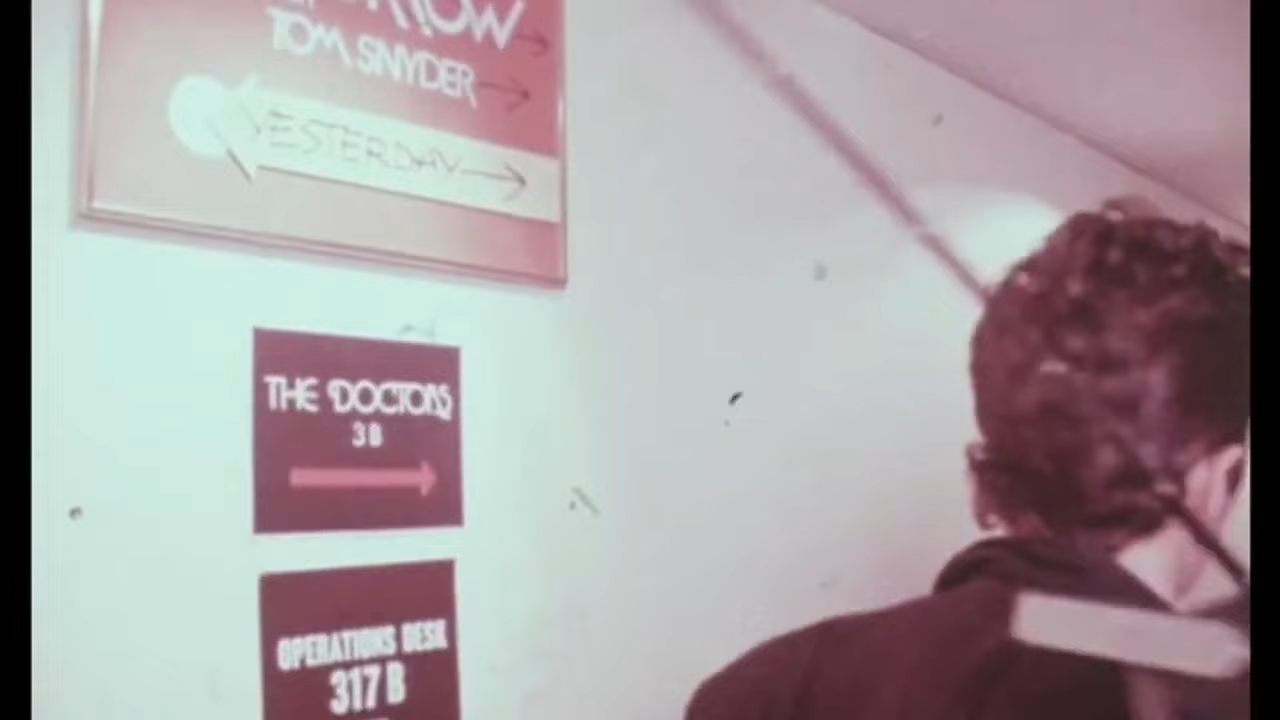 TOM SNYDER
YESTERDAY
THE DOCTORS
3B
OPERATIONS DESK
317 B